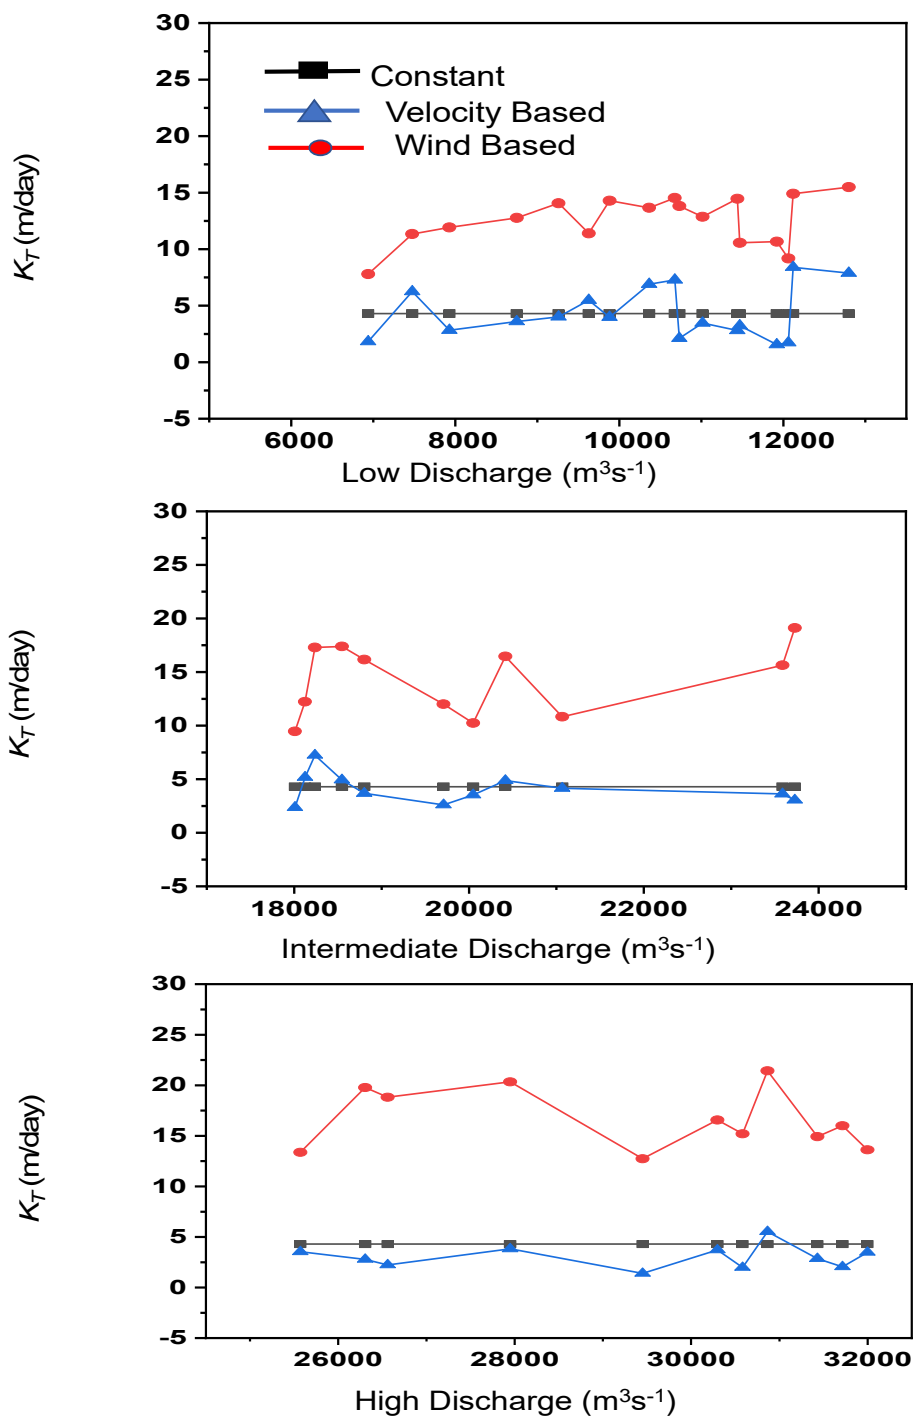 30
25
20
15
10
5
0
-5
K_T (m/day)
Constant
Velocity Based
Wind Based
6000 8000 10000 12000
Low Discharge (m³s⁻¹)
30
25
20
15
10
5
0
-5
K_T (m/day)
18000 20000 22000 24000
Intermediate Discharge (m³s⁻¹)
30
25
20
15
10
5
0
-5
K_T (m/day)
26000 28000 30000 32000
High Discharge (m³s⁻¹)